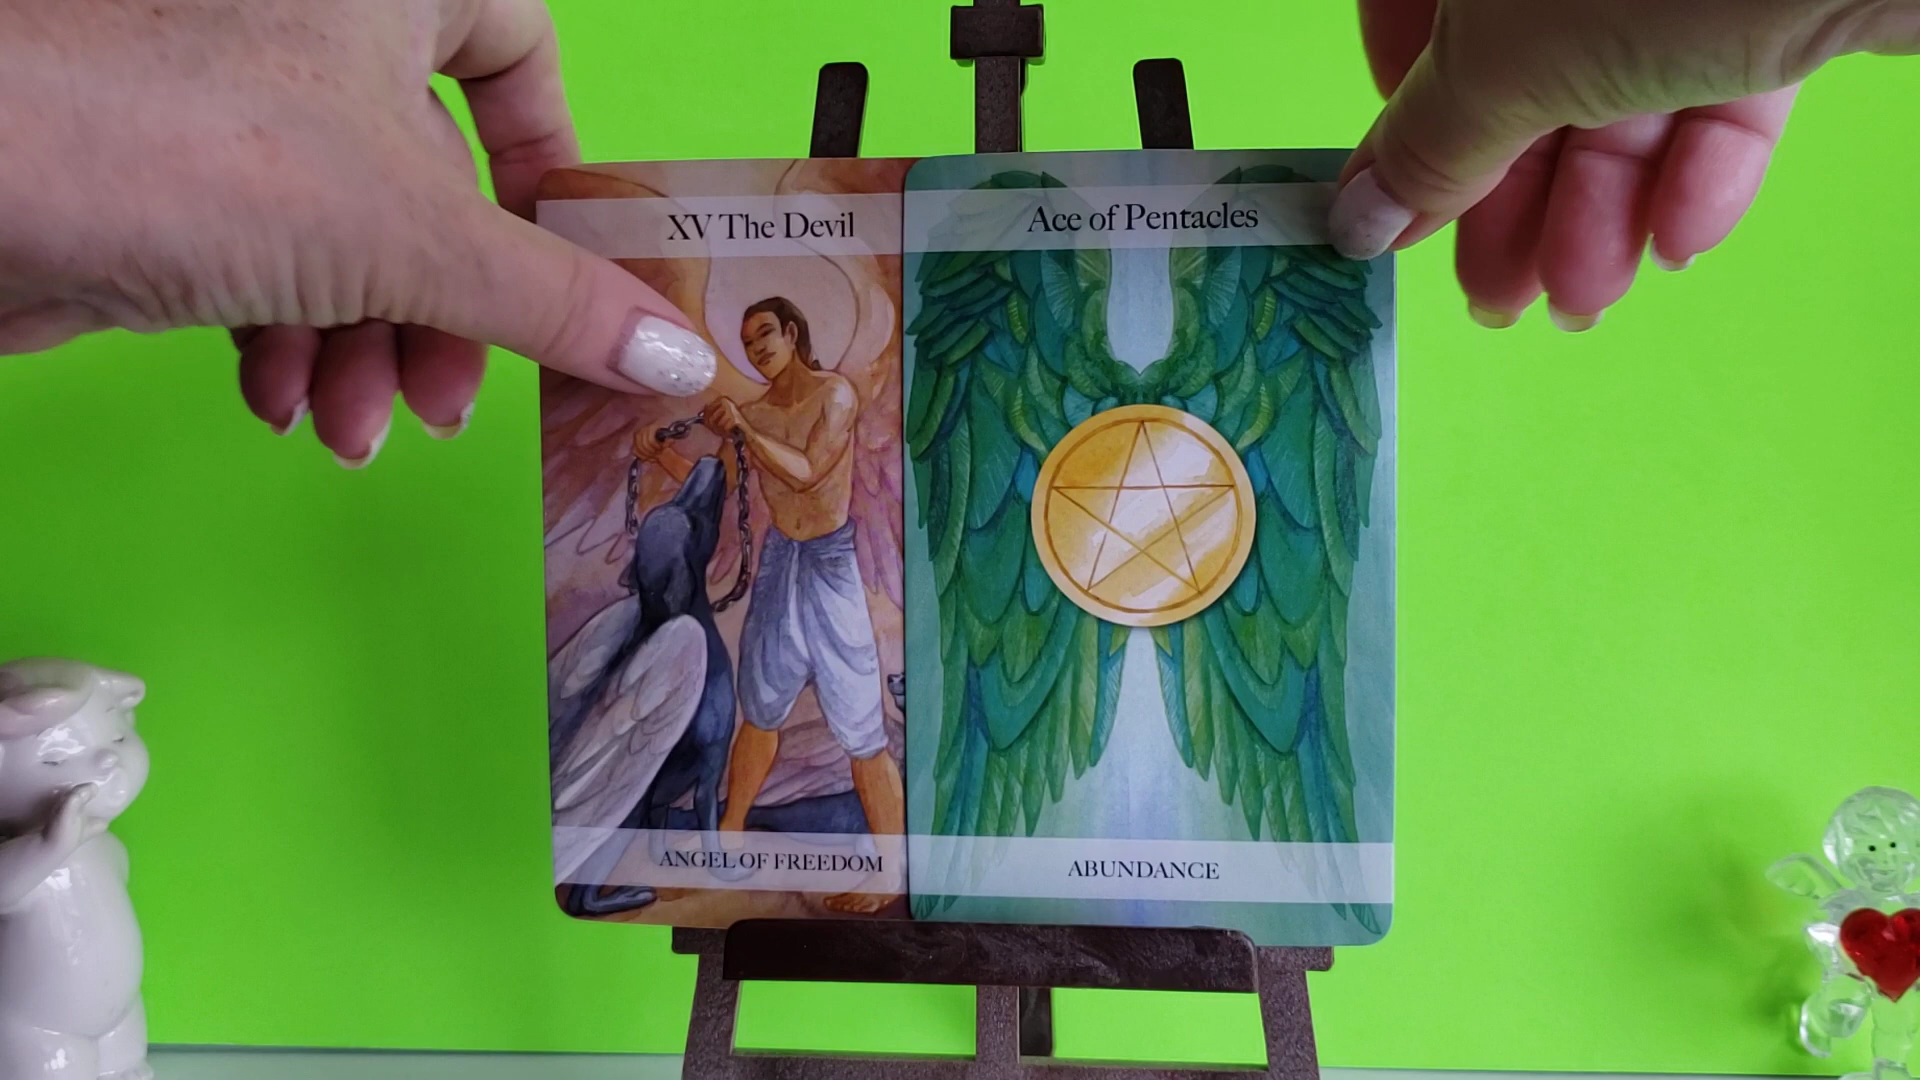 XV The Devil
Ace of Pentacles
ANGEL OF FREEDOM
ABUNDANCE